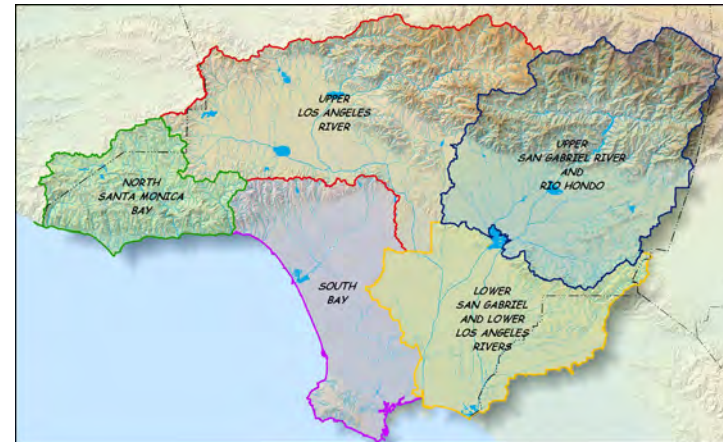 UPPER
LOS ANGELES
RIVER
UPPER
SAN GABRIEL RIVER
AND
RIO HONDO
NORTH
SANTA MONICA
BAY
SOUTH
BAY
LOWER
SAN GABRIEL
AND LOWER
LOS ANGELES
RIVERS